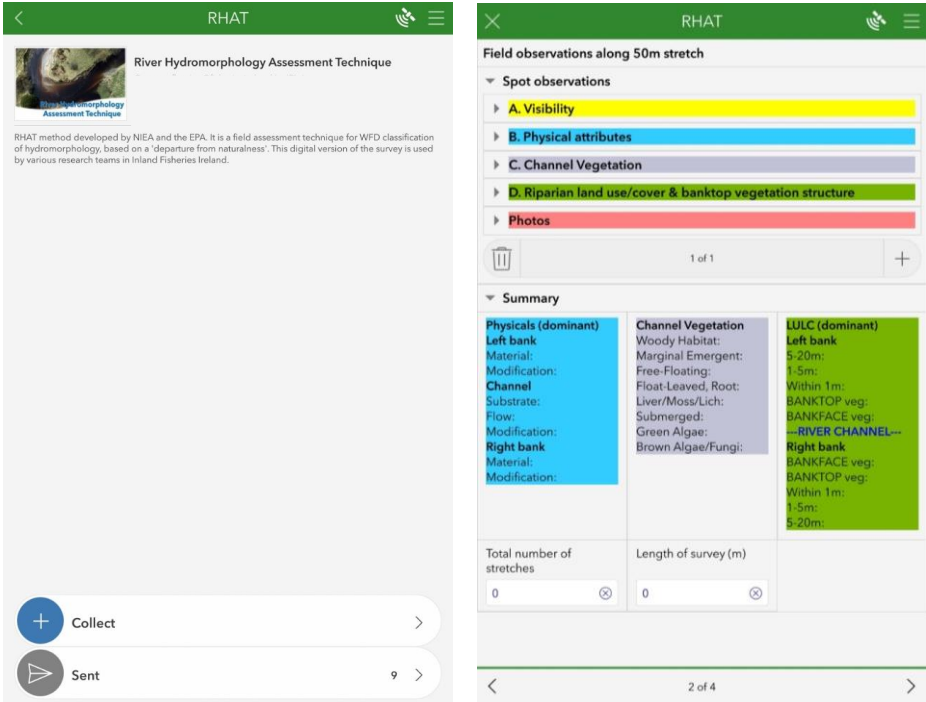 RHAT
River Hydromorphology
Assessment Technique
River Hydromorphology Assessment Technique
RHAT method developed by NIEA and the EPA. It is a field assessment technique for WFD classification
of hydromorphology, based on a 'departure from naturalness'. This digital version of the survey is used
by various research teams in Inland Fisheries Ireland.
Collect
Sent 9
RHAT
Field observations along 50m stretch
Spot observations
A. Visibility
B. Physical attributes
C. Channel Vegetation
D. Riparian land use/cover & banktop vegetation structure
Photos
1 of 1
Summary
Physicals (dominant)
Left bank
Material:
Modification:
Channel
Substrate:
Flow:
Modification:
Right bank
Material:
Modification:
Channel Vegetation
Woody Habitat:
Marginal Emergent:
Free-Floating:
Float-Leaved, Root:
Liver/Moss/Lich:
Submerged:
Green Algae:
Brown Algae/Fungi:
LULC (dominant)
Left bank
5-20m:
1-5m:
Within 1m:
BANKTOP veg:
BANKFACE veg:
---RIVER CHANNEL---
Right bank
BANKFACE veg:
BANKTOP veg:
Within 1m:
1-5m:
5-20m:
Total number of
stretches
0
Length of survey (m)
0
2 of 4